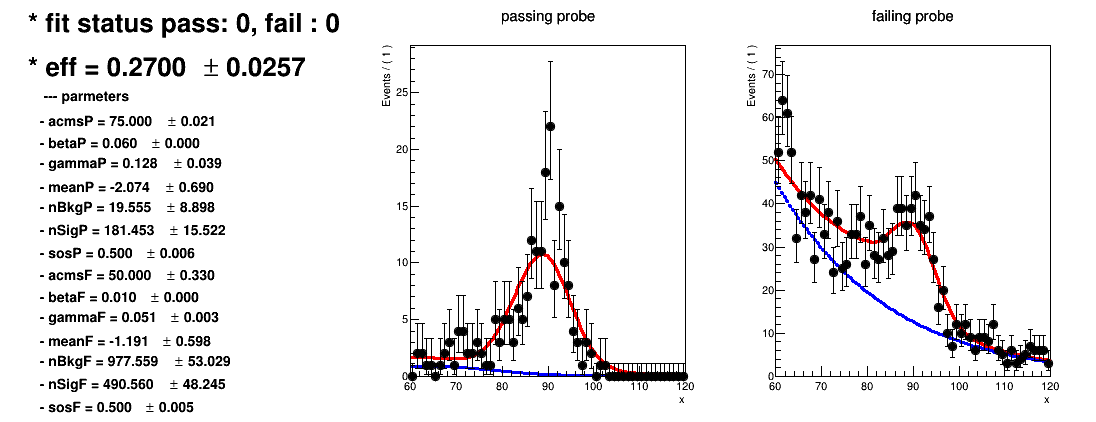 * fit status pass: 0, fail : 0
* eff = 0.2700 ± 0.0257
--- parmeters
- acmsP = 75.000 ± 0.021
- betaP = 0.060 ± 0.000
- gammaP = 0.128 ± 0.039
- meanP = -2.074 ± 0.690
- nBkgP = 19.555 ± 8.898
- nSigP = 181.453 ± 15.522
- sosP = 0.500 ± 0.006
- acmsF = 50.000 ± 0.330
- betaF = 0.010 ± 0.000
- gammaF = 0.051 ± 0.003
- meanF = -1.191 ± 0.598
- nBkgF = 977.559 ± 53.029
- nSigF = 490.560 ± 48.245
- sosF = 0.500 ± 0.005
passing probe
Events / ( 1 )
25
20
15
10
5
0
60 70 80 90 100 110 120
x
failing probe
Events / ( 1 )
70
60
50
40
30
20
10
0
60 70 80 90 100 110 120
x